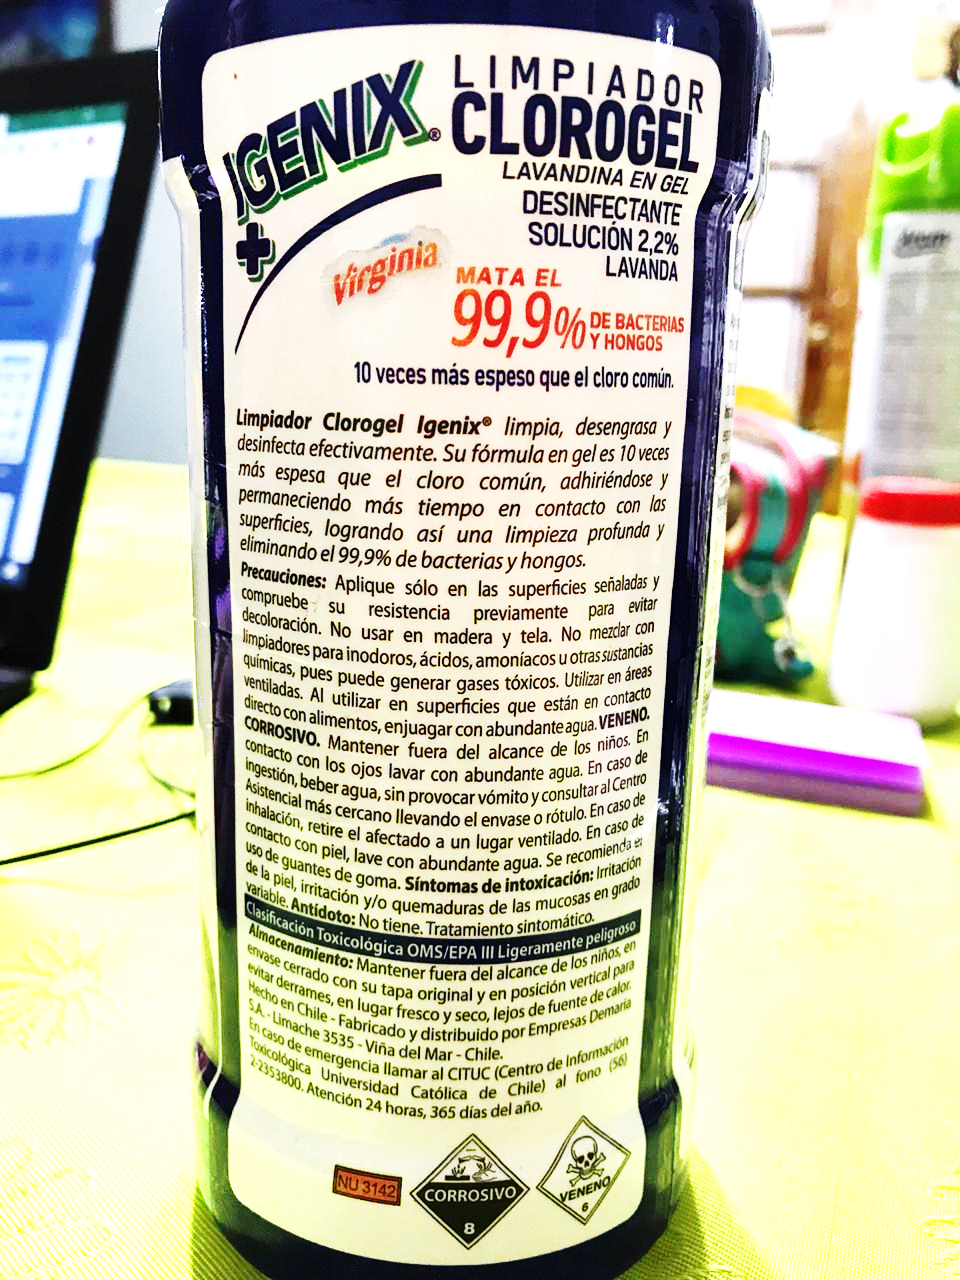 IGENIX®
LIMPIADOR
CLOROGEL
LAVANDINA EN GEL
DESINFECTANTE
SOLUCIÓN 2,2%
LAVANDA
Virginia
MATA EL
99,9% DE BACTERIAS
Y HONGOS
10 veces más espeso que el cloro común.
Limpiador Clorogel Igenix® limpia, desengrasa y
desinfecta efectivamente. Su fórmula en gel es 10 veces
más espesa que el cloro común, adhiriéndose y
permaneciendo más tiempo en contacto con las
superficies, logrando así una limpieza profunda y
eliminando el 99,9% de bacterias y hongos.
Precauciones: Aplique sólo en las superficies señaladas y
compruebe su resistencia previamente para evitar
decoloración. No usar en madera y tela. No mezclar con
limpiadores para inodoros, ácidos, amoníacos u otras sustancias
químicas, pues puede generar gases tóxicos. Utilizar en áreas
ventiladas. Al utilizar en superficies que están en contacto
directo con alimentos, enjuagar con abundante agua. VENENO.
CORROSIVO. Mantener fuera del alcance de los niños. En
contacto con los ojos lavar con abundante agua. En caso de
ingestión, beber agua, sin provocar vómito y consultar al Centro
Asistencial más cercano llevando el envase o rótulo. En caso de
inhalación, retire el afectado a un lugar ventilado. En caso de
contacto con piel, lave con abundante agua. Se recomienda el
uso de guantes de goma. Síntomas de intoxicación: Irritación
de la piel, irritación y/o quemaduras de las mucosas en grado
variable. Antídoto: No tiene. Tratamiento sintomático.
Clasificación Toxicológica OMS/EPA III Ligeramente peligroso
Almacenamiento: Mantener fuera del alcance de los niños, en
envase cerrado con su tapa original y en posición vertical para
evitar derrames, en lugar fresco y seco, lejos de fuente de calor.
Hecho en Chile - Fabricado y distribuido por Empresas Demaria
S.A. - Limache 3535 - Viña del Mar - Chile.
En caso de emergencia llamar al CITUC (Centro de Información
Toxicológica Universidad Católica de Chile) al fono (56)
2-2353800. Atención 24 horas, 365 días del año.
NU 3142
CORROSIVO
8
VENENO
6